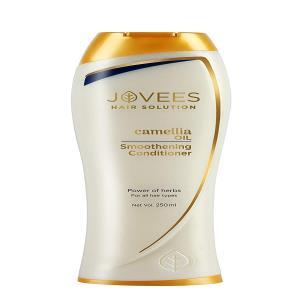 JOVEES
HAIR SOLUTION
camellia
OIL
Smoothening
Conditioner
Power of herbs
For all hair types
Net Vol. 250ml